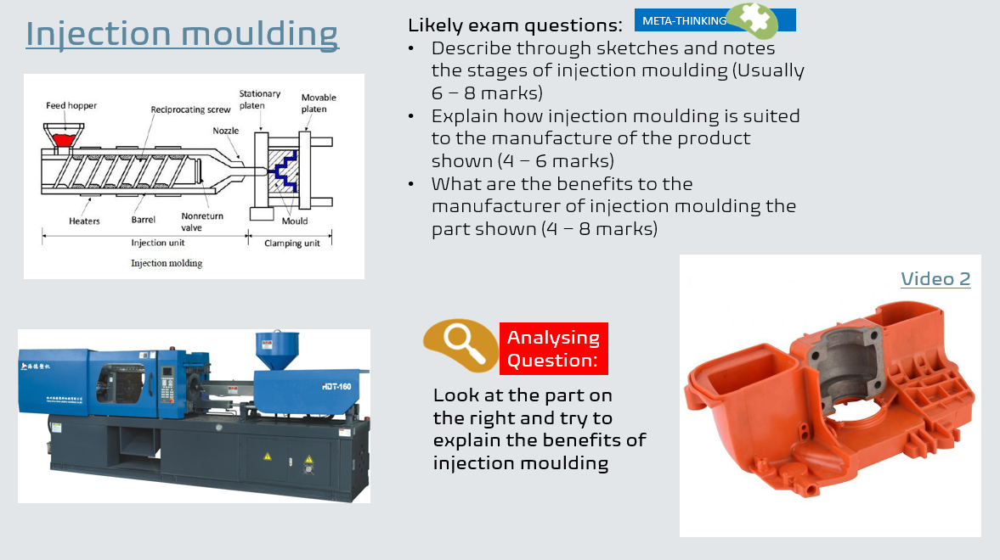 Injection moulding
Likely exam questions:
META-THINKING
• Describe through sketches and notes
the stages of injection moulding (Usually
6 – 8 marks)
• Explain how injection moulding is suited
to the manufacture of the product
shown (4 – 6 marks)
• What are the benefits to the
manufacturer of injection moulding the
part shown (4 – 8 marks)
Feed hopper
Reciprocating screw
Nozzle
Stationary
platen
Movable
platen
Heaters
Barrel
Nonreturn
valve
Mould
Injection unit
Clamping unit
Injection molding
HDT-160
Analysing
Question:
Look at the part on
the right and try to
explain the benefits of
injection moulding
Video 2